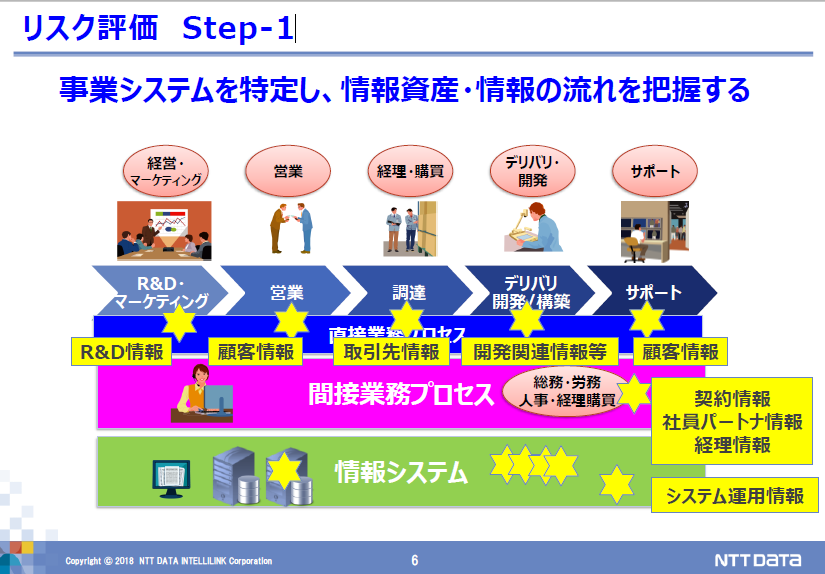 リスク評価 Step-1
事業システムを特定し、情報資産・情報の流れを把握する
経営・
マーケティング
営業
経理・購買
デリバリ・
開発
サポート
R&D・
マーケティング
営業
調達
デリバリ
開発/構築
サポート
直接業務プロセス
R&D情報
顧客情報
取引先情報
開発関連情報等
顧客情報
間接業務プロセス
総務・労務
人事・経理購買
契約情報
社員パートナ情報
経理情報
情報システム
システム運用情報
Copyright © 2018 NTT DATA INTELLILINK Corporation
6
NTT DATA